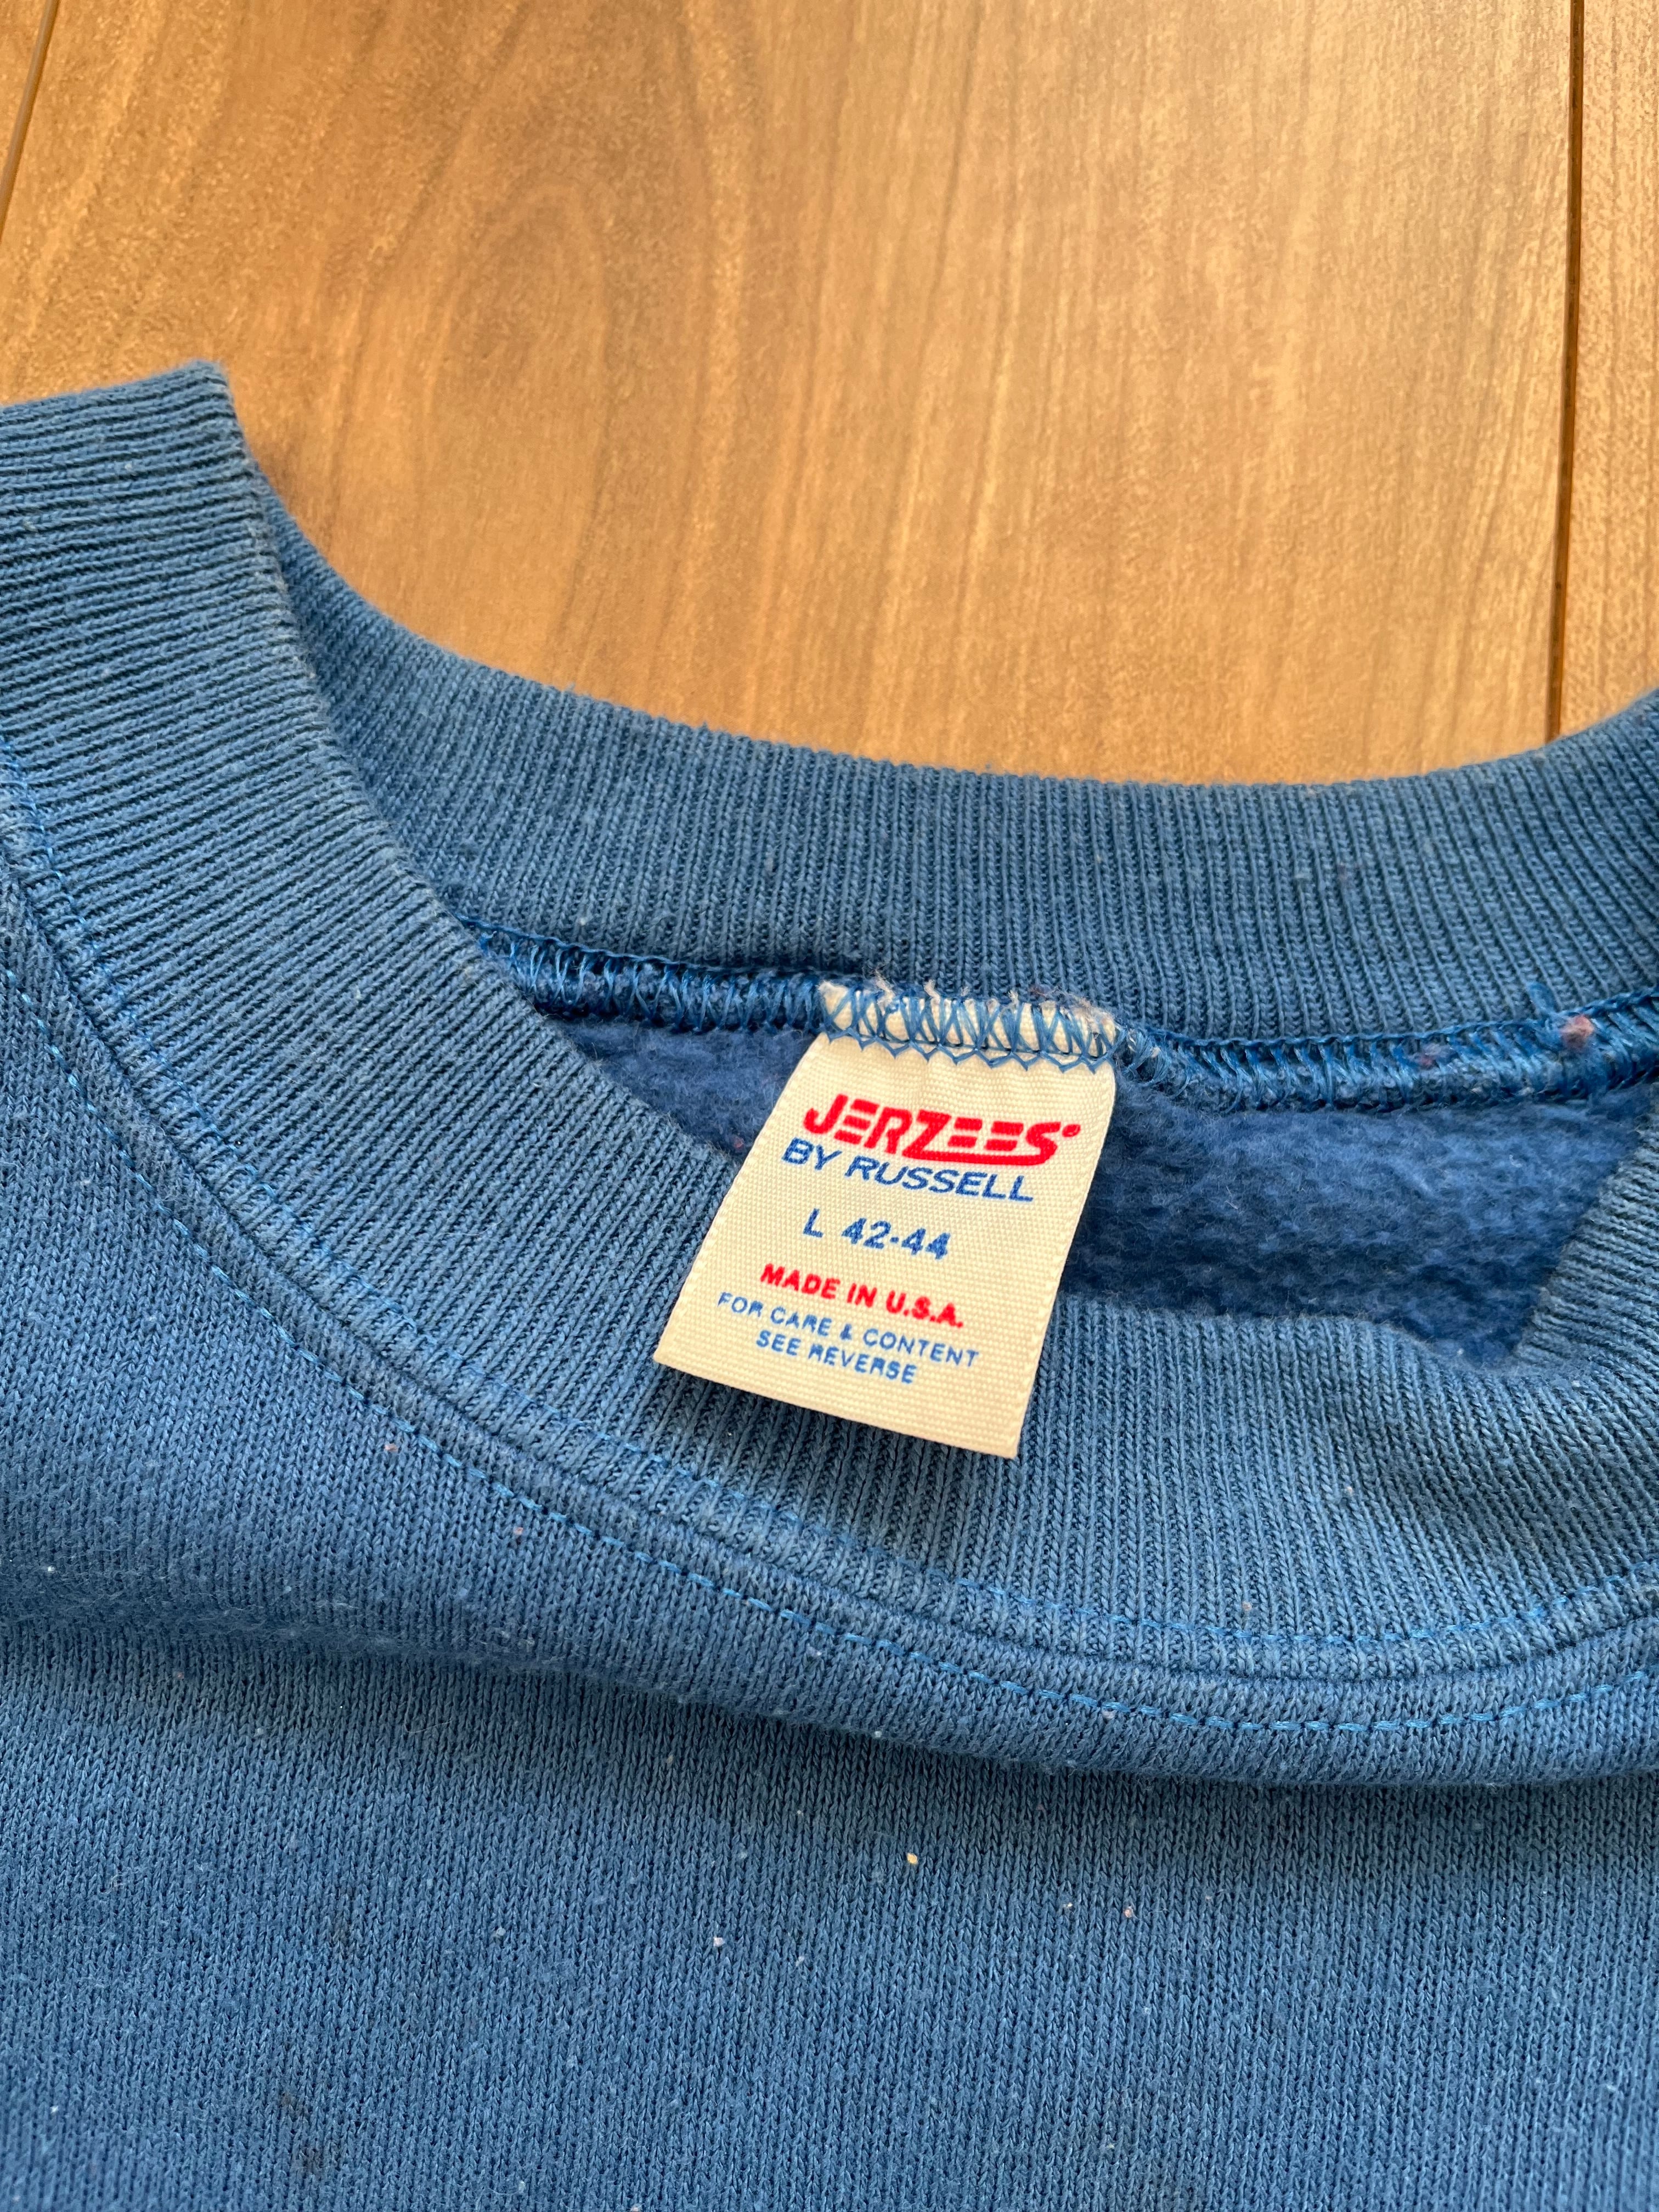 JERZEES
BY RUSSELL
L 42-44
MADE IN U.S.A.
FOR CARE & CONTENT
SEE REVERSE